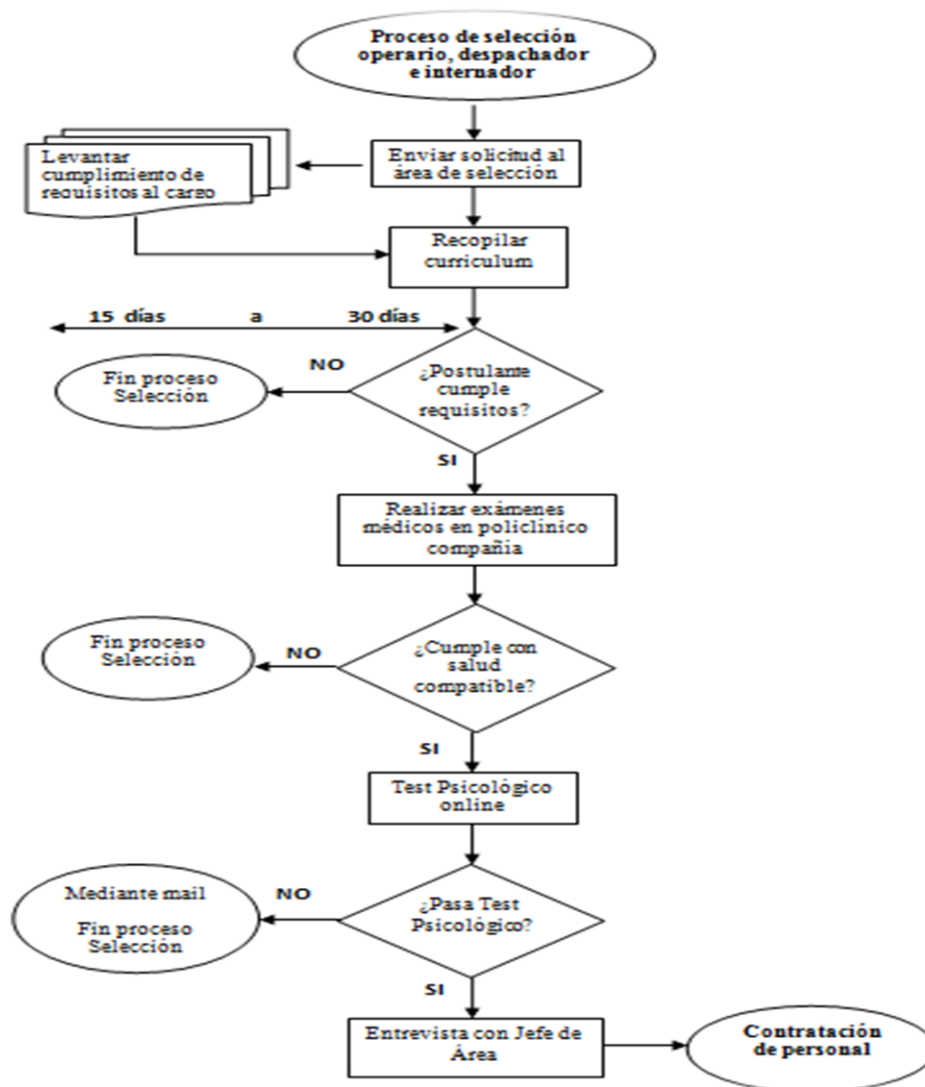 Proceso de selección
operario, despachador
e internador
Enviar solicitud al
área de selección
Levantar
cumplimiento de
requisitos al cargo
Recopilar
curriculum
15 días a 30 días
¿Postulante
cumple
requisitos?
NO
Fin proceso
Selección
SI
Realizar exámenes
médicos en policlínico
compañía
¿Cumple con
salud
compatible?
NO
Fin proceso
Selección
SI
Test Psicológico
online
¿Pasa Test
Psicológico?
NO
Mediante mail
Fin proceso
Selección
SI
Entrevista con Jefe de
Área
Contratación
de personal